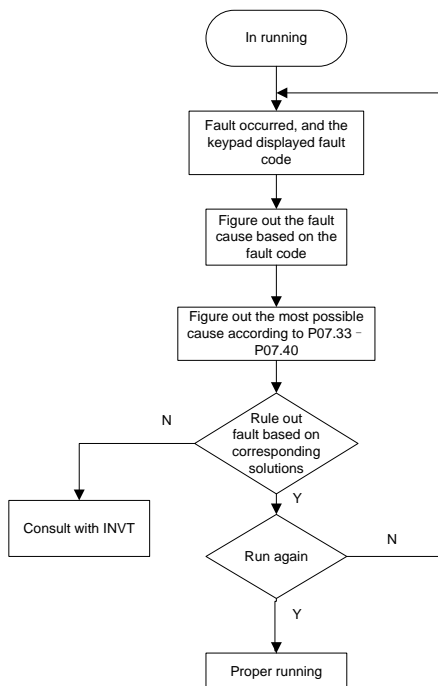 In running
Fault occurred, and the
keypad displayed fault
code
Figure out the fault
cause based on the
fault code
Figure out the most possible
cause according to P07.33–
P07.40
Rule out
fault based on
corresponding
solutions
N
Y
Consult with INVT
Run again
N
Y
Proper running